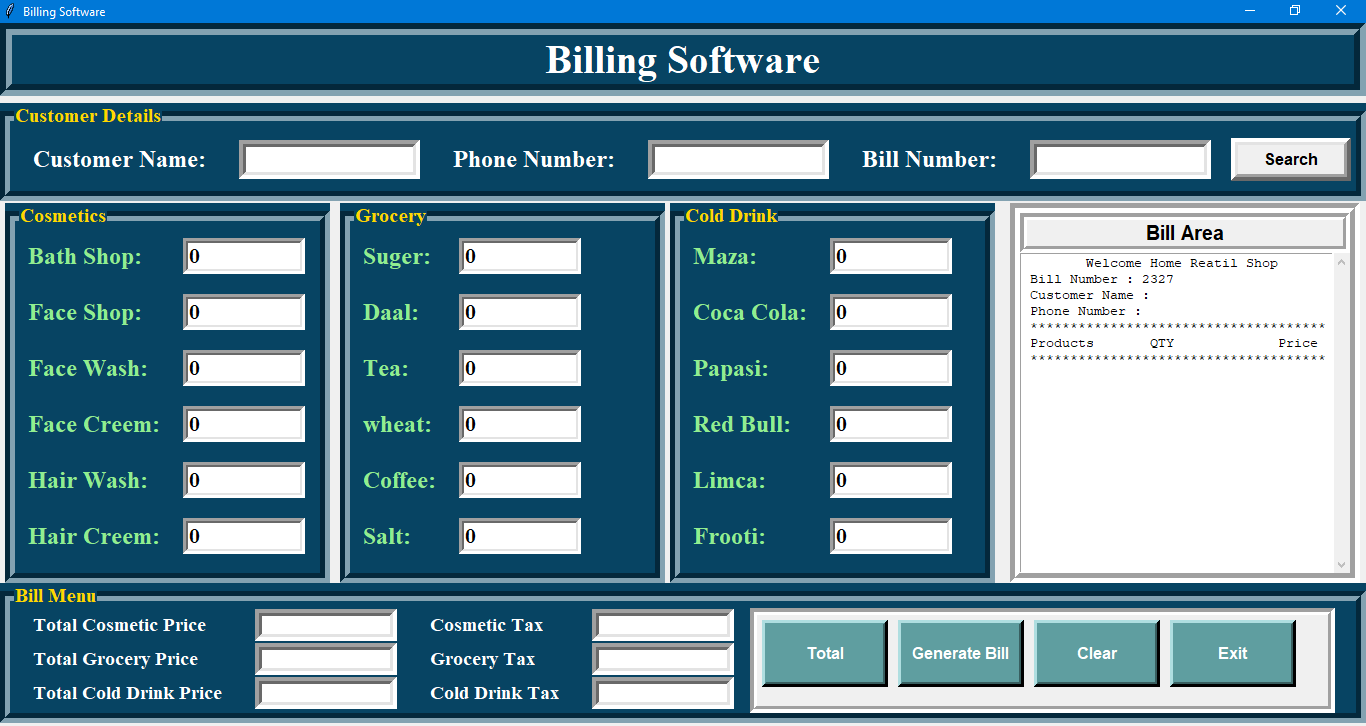 Billing Software
Billing Software
Customer Details
Customer Name: Phone Number: Bill Number: Search
Cosmetics
Bath Shop: 0
Face Shop: 0
Face Wash: 0
Face Creem: 0
Hair Wash: 0
Hair Creem: 0
Grocery
Suger: 0
Daal: 0
Tea: 0
wheat: 0
Coffee: 0
Salt: 0
Cold Drink
Maza: 0
Coca Cola: 0
Papasi: 0
Red Bull: 0
Limca: 0
Frooti: 0
Bill Area
Welcome Home Reatil Shop
Bill Number : 2327
Customer Name :
Phone Number :
*************************************
Products QTY Price
*************************************
Bill Menu
Total Cosmetic Price Cosmetic Tax
Total Grocery Price Grocery Tax
Total Cold Drink Price Cold Drink Tax
Total Generate Bill Clear Exit